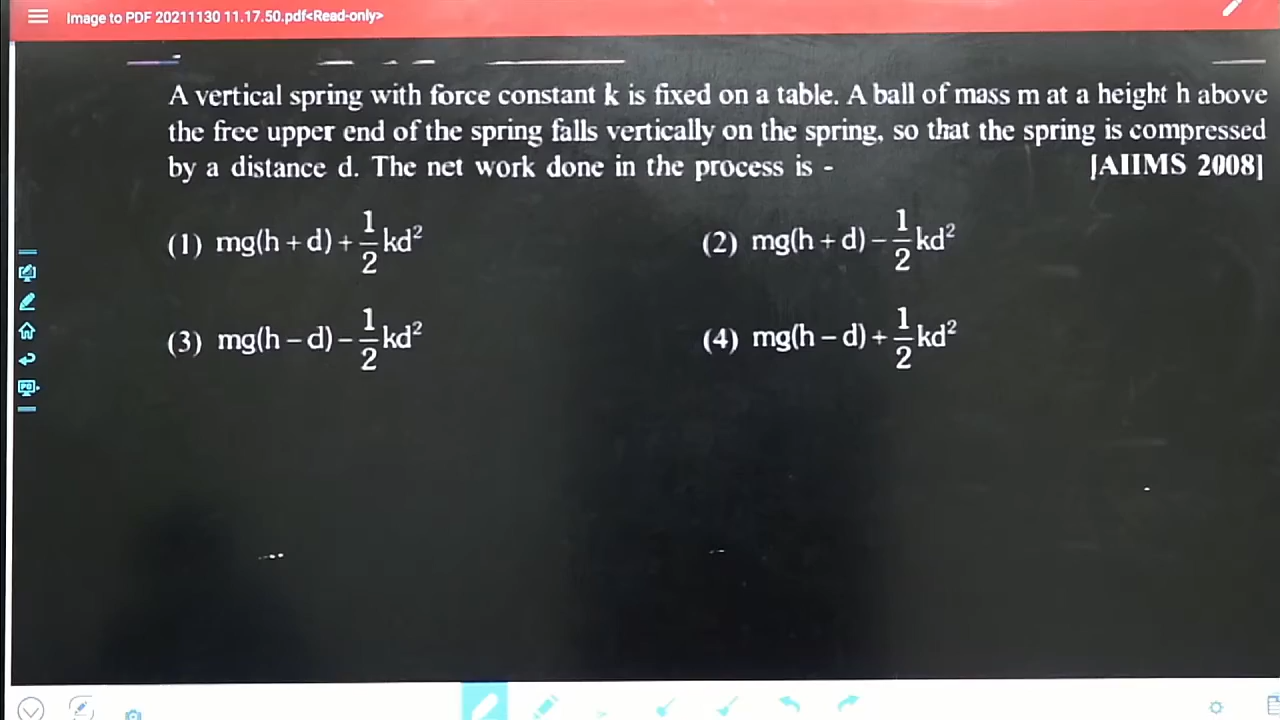 Image to PDF 20211130 11.17.50.pdf<Read-only>
A vertical spring with force constant k is fixed on a table. A ball of mass m at a height h above
the free upper end of the spring falls vertically on the spring, so that the spring is compressed
by a distance d. The net work done in the process is - [AIIMS 2008]
(1) mg(h + d) + 1/2 kd² (2) mg(h + d) − 1/2 kd²
(3) mg(h − d) − 1/2 kd² (4) mg(h − d) + 1/2 kd²